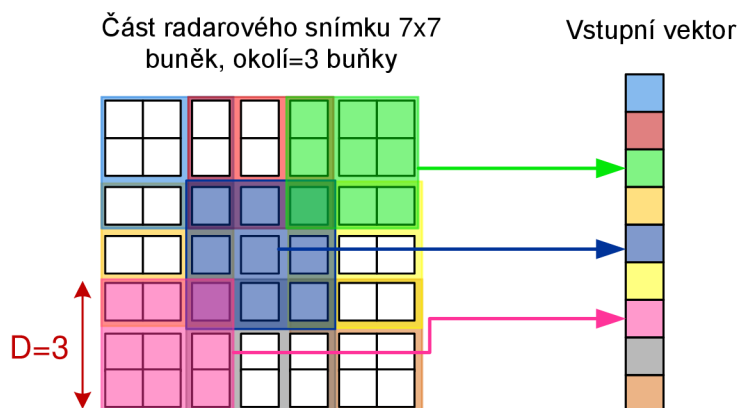 Část radarového snímku 7x7
buněk, okolí=3 buňky
Vstupní vektor
D=3